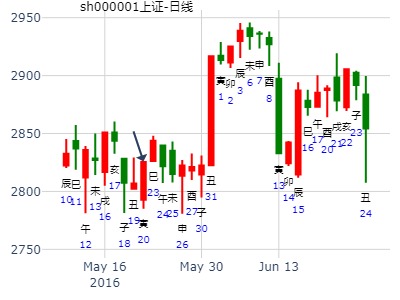 sh000001上证-日线
2950
2900
2850
2800
2750
辰
10
巳
11
午
12
未
13
戌
16
亥
17
子
18
丑
19
寅
20
巳
23
午
24
未
25
申
26
酉
27
子
30
丑
31
寅
1
卯
2
辰
3
未
6
申
7
酉
8
寅
13
卯
14
辰
15
巳
16
午
17
酉
20
戌
21
亥
22
子
23
丑
24
May 16
2016
May 30
Jun 13